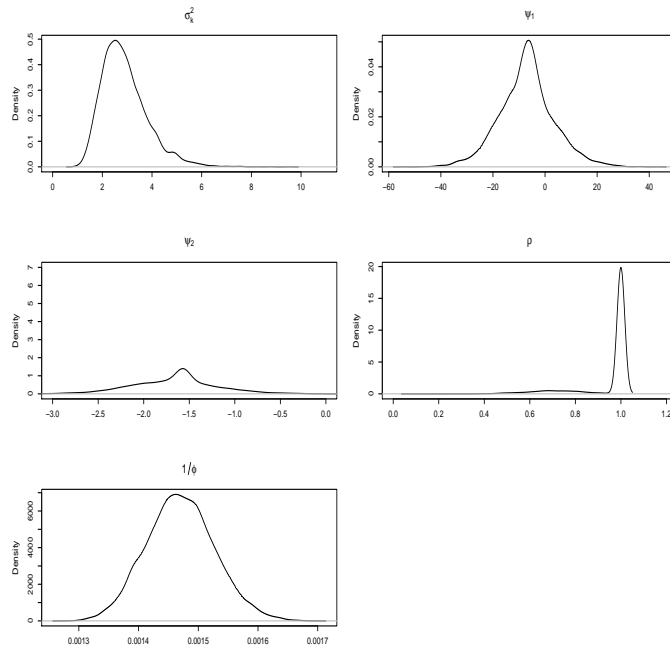 σ²ₖ
Density
0.0 0.1 0.2 0.3 0.4 0.5
0 2 4 6 8 10
ψ₁
Density
0.00 0.02 0.04
−60 −40 −20 0 20 40
ψ₂
Density
0 1 2 3 4 5 6 7
−3.0 −2.5 −2.0 −1.5 −1.0 −0.5 0.0
ρ
Density
0 5 10 15 20
0.0 0.2 0.4 0.6 0.8 1.0 1.2
1/ϕ
Density
0 2000 4000 6000
0.0013 0.0014 0.0015 0.0016 0.0017